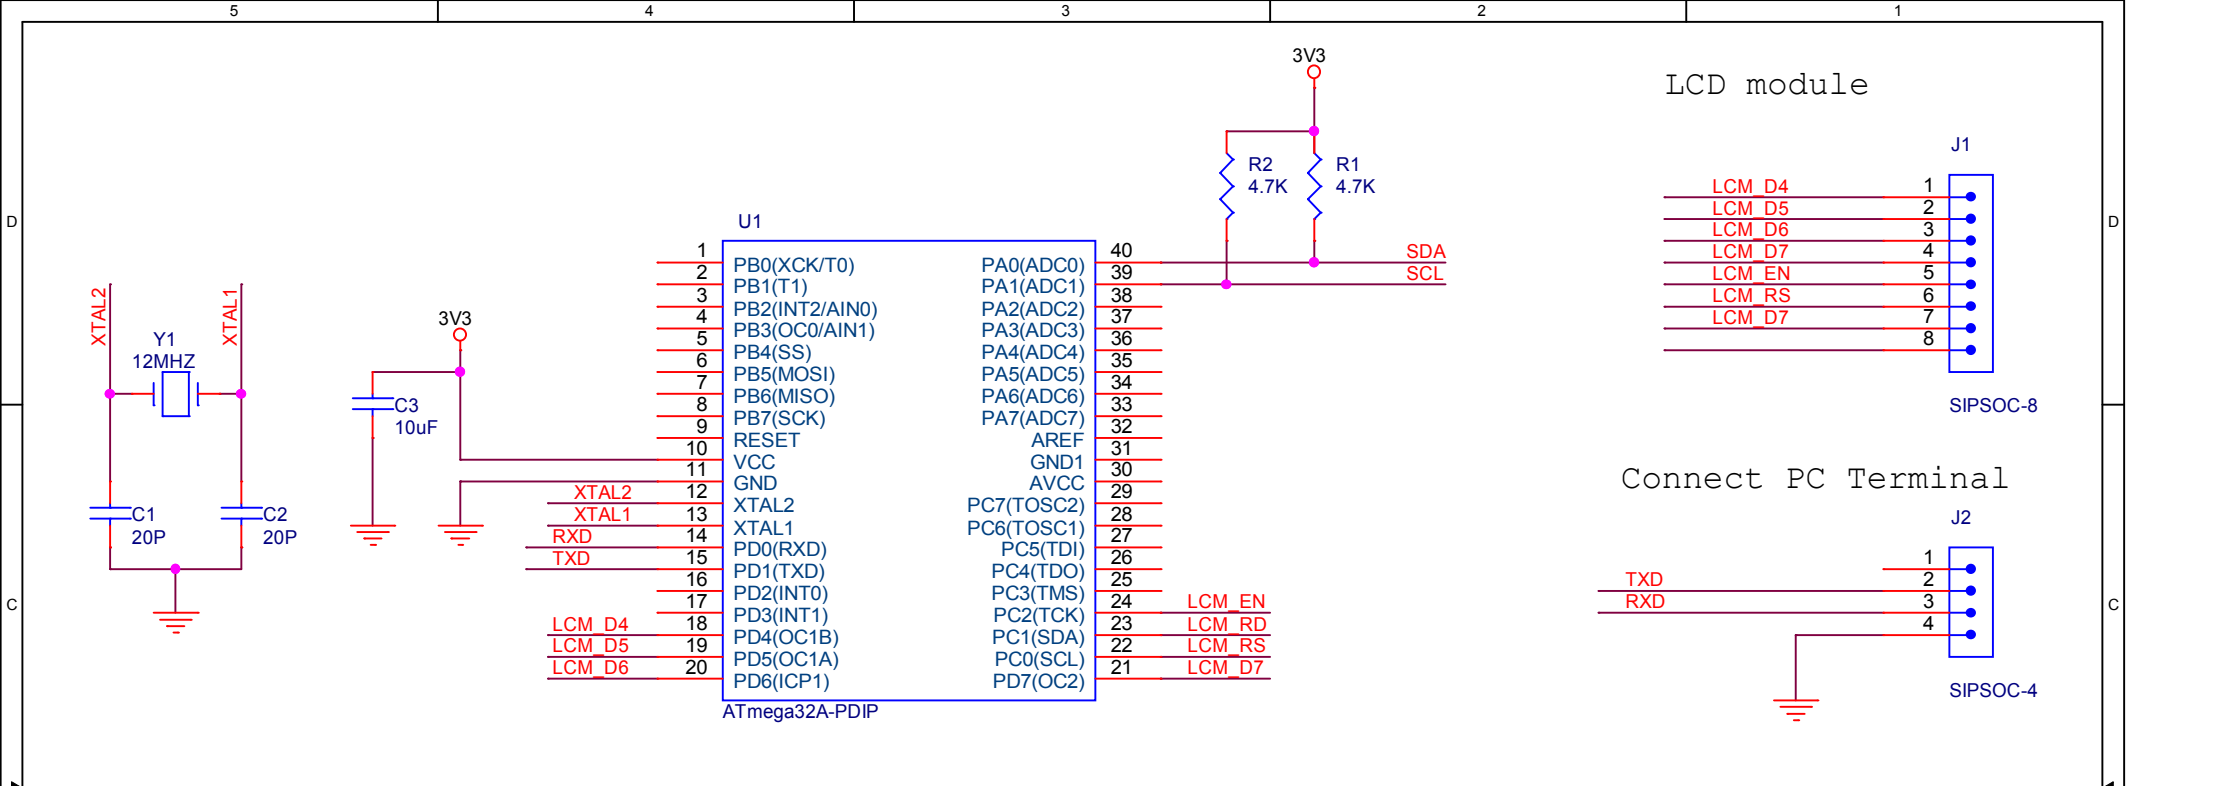 5 4 3 2 1
D
D
C
C
XTAL2
XTAL1
Y1
12MHZ
C1
20P
C2
20P
3V3
C3
10uF
U1
1 PB0(XCK/T0)
2 PB1(T1)
3 PB2(INT2/AIN0)
4 PB3(OC0/AIN1)
5 PB4(SS)
6 PB5(MOSI)
7 PB6(MISO)
8 PB7(SCK)
9 RESET
10 VCC
11 GND
XTAL2 12 XTAL2
XTAL1 13 XTAL1
RXD 14 PD0(RXD)
TXD 15 PD1(TXD)
16 PD2(INT0)
17 PD3(INT1)
LCM_D4 18 PD4(OC1B)
LCM_D5 19 PD5(OC1A)
LCM_D6 20 PD6(ICP1)
PA0(ADC0) 40 SDA
PA1(ADC1) 39 SCL
PA2(ADC2) 38
PA3(ADC3) 37
PA4(ADC4) 36
PA5(ADC5) 35
PA6(ADC6) 34
PA7(ADC7) 33
AREF 32
GND1 31
AVCC 30
PC7(TOSC2) 29
PC6(TOSC1) 28
PC5(TDI) 27
PC4(TDO) 26
PC3(TMS) 25
PC2(TCK) 24 LCM_EN
PC1(SDA) 23 LCM_RD
PC0(SCL) 22 LCM_RS
PD7(OC2) 21 LCM_D7
ATmega32A-PDIP
3V3
R2
4.7K
R1
4.7K
LCD module
J1
LCM_D4 1
LCM_D5 2
LCM_D6 3
LCM_D7 4
LCM_EN 5
LCM_RS 6
LCM_D7 7
8
SIPSOC-8
Connect PC Terminal
J2
1
TXD 2
RXD 3
4
SIPSOC-4